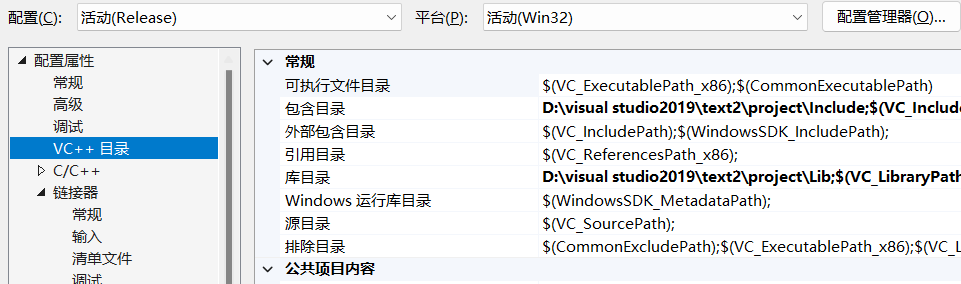 配置(C): 活动(Release) 平台(P): 活动(Win32) 配置管理器(O)...
配置属性
常规
高级
调试
VC++ 目录
C/C++
链接器
常规
输入
清单文件
调试
常规
可执行文件目录 $(VC_ExecutablePath_x86);$(CommonExecutablePath)
包含目录 D:\visual studio2019\text2\project\Include;$(VC_Includ
外部包含目录 $(VC_IncludePath);$(WindowsSDK_IncludePath);
引用目录 $(VC_ReferencesPath_x86);
库目录 D:\visual studio2019\text2\project\Lib;$(VC_LibraryPath
Windows 运行库目录 $(WindowsSDK_MetadataPath);
源目录 $(VC_SourcePath);
排除目录 $(CommonExcludePath);$(VC_ExecutablePath_x86);$(VC_L
公共项目内容